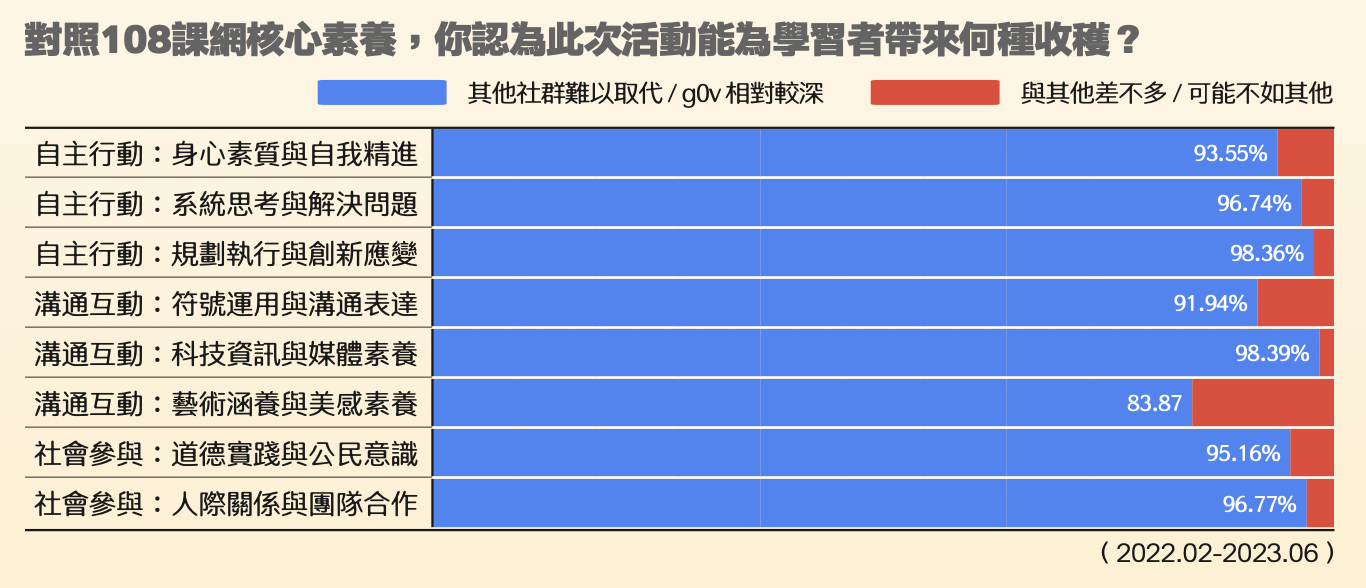 對照108課網核心素養，你認為此次活動能為學習者帶來何種收穫？
其他社群難以取代 / g0v 相對較深
與其他差不多 / 可能不如其他
自主行動：身心素質與自我精進 93.55%
自主行動：系統思考與解決問題 96.74%
自主行動：規劃執行與創新應變 98.36%
溝通互動：符號運用與溝通表達 91.94%
溝通互動：科技資訊與媒體素養 98.39%
溝通互動：藝術涵養與美感素養 83.87
社會參與：道德實踐與公民意識 95.16%
社會參與：人際關係與團隊合作 96.77%
（2022.02-2023.06）